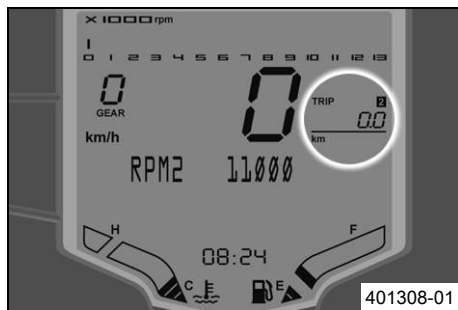 X1000 rpm
0 1 2 3 4 5 6 7 8 9 10 11 12 13
0
GEAR
0
TRIP 2
0.0
km
km/h
RPM2 11000
H
F
08:24
C
E
401308-01